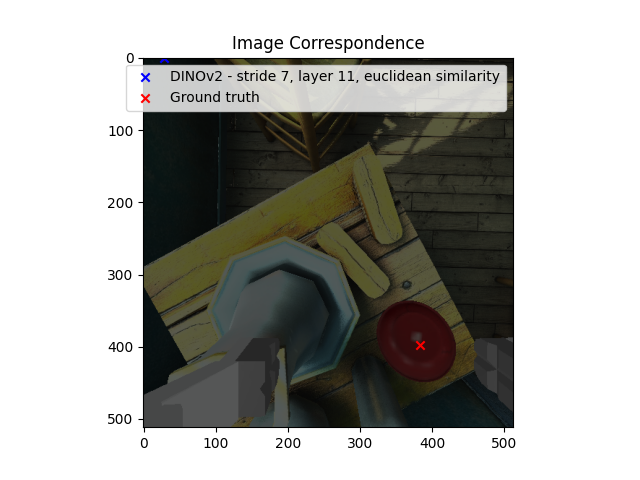 Image Correspondence
DINOv2 - stride 7, layer 11, euclidean similarity
Ground truth
0
100
200
300
400
500
0 100 200 300 400 500